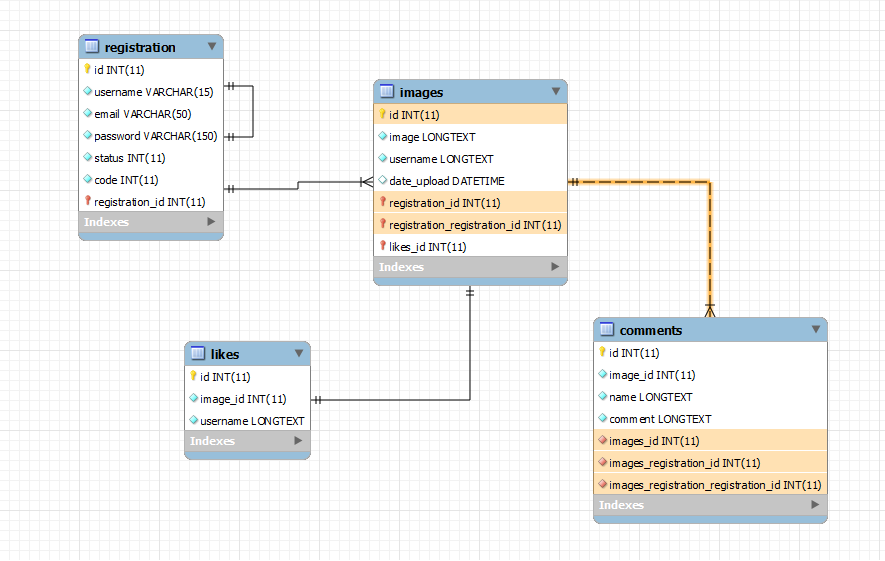 registration
id INT(11)
username VARCHAR(15)
email VARCHAR(50)
password VARCHAR(150)
status INT(11)
code INT(11)
registration_id INT(11)
Indexes
images
id INT(11)
image LONGTEXT
username LONGTEXT
date_upload DATETIME
registration_id INT(11)
registration_registration_id INT(11)
likes_id INT(11)
Indexes
likes
id INT(11)
image_id INT(11)
username LONGTEXT
Indexes
comments
id INT(11)
image_id INT(11)
name LONGTEXT
comment LONGTEXT
images_id INT(11)
images_registration_id INT(11)
images_registration_registration_id INT(11)
Indexes